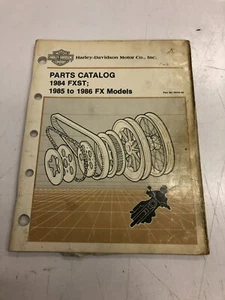 Harley-Davidson Motor Co., Inc.
PARTS CATALOG
1984 FXST;
1985 to 1986 FX Models